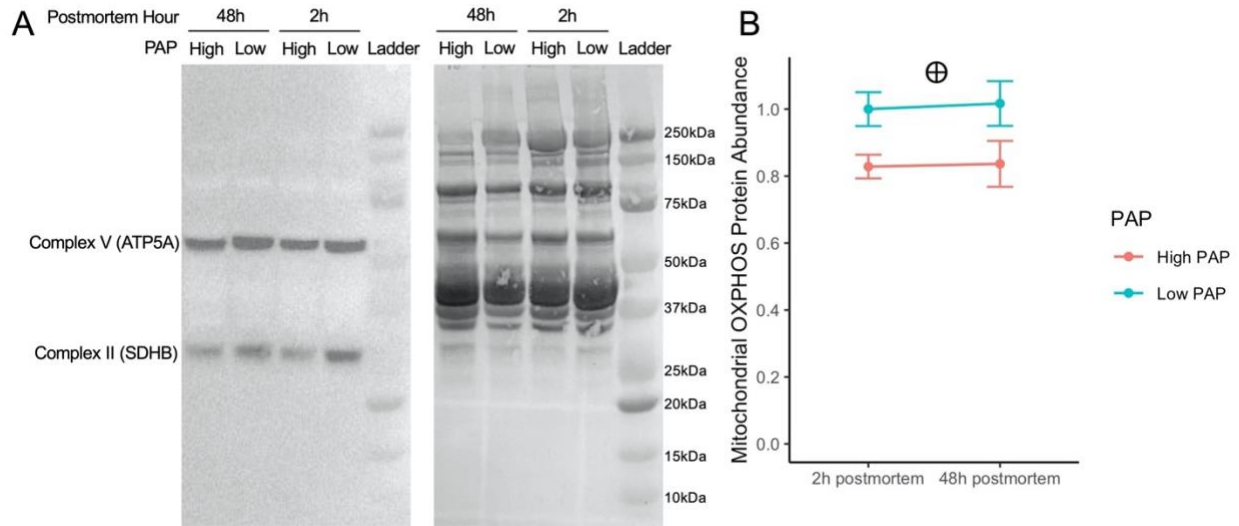 A
Postmortem Hour 48h 2h
PAP High Low High Low Ladder
48h 2h
High Low High Low Ladder
Complex V (ATP5A)
Complex II (SDHB)
250kDa
150kDa
75kDa
50kDa
37kDa
25kDa
20kDa
15kDa
10kDa
B
Mitochondrial OXPHOS Protein Abundance
1.0
0.8
0.6
0.4
0.2
0.0
⊕
2h postmortem 48h postmortem
PAP
High PAP
Low PAP